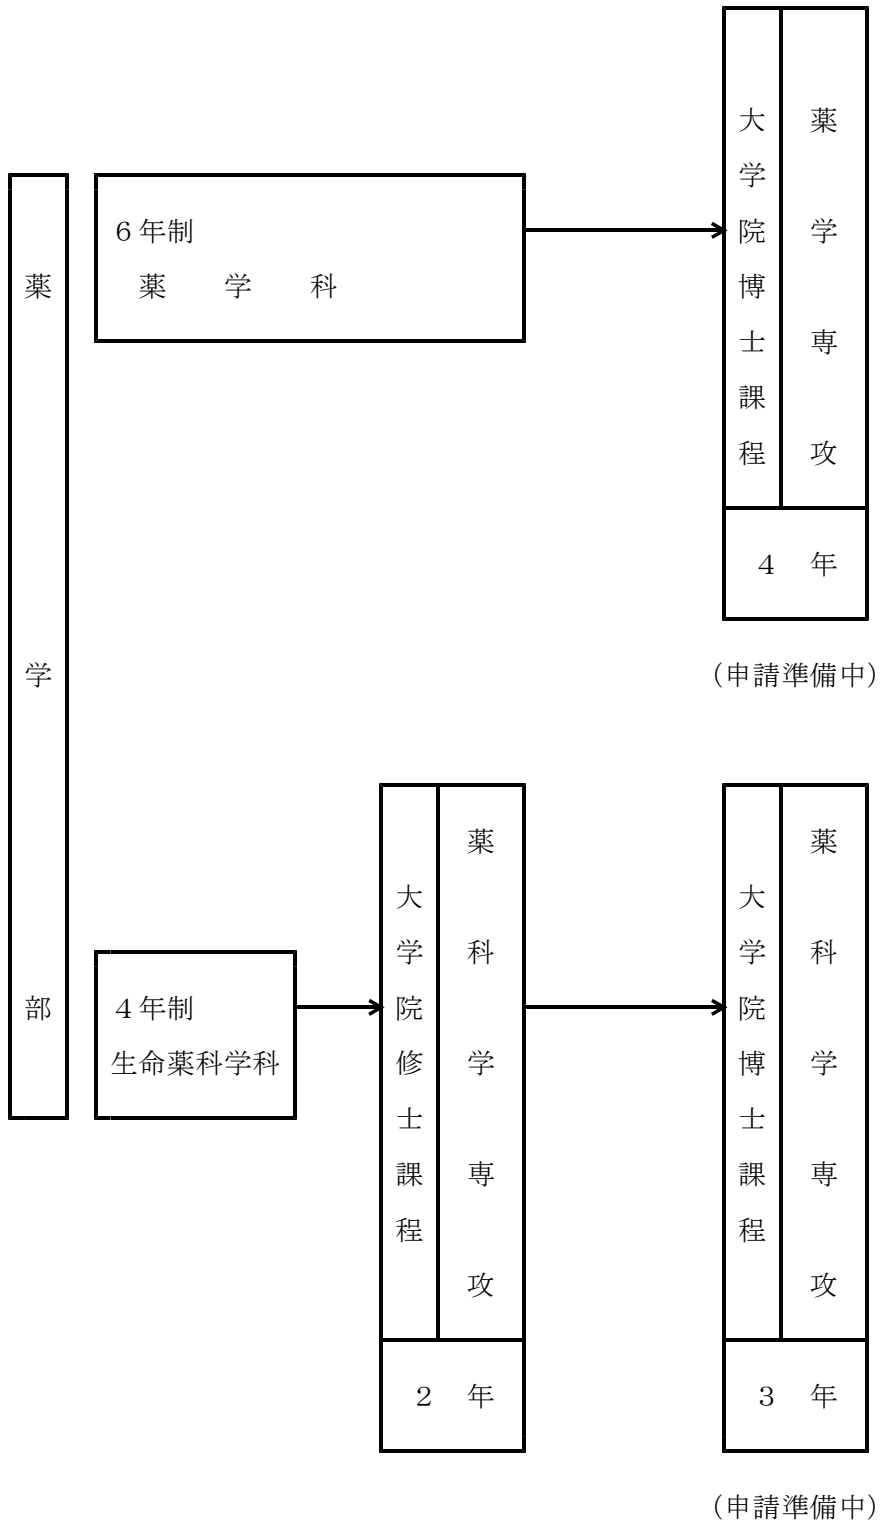 薬学部
６年制
薬学科
大学院博士課程
薬学専攻
４年
（申請準備中）
４年制
生命薬科学科
大学院修士課程
薬科学専攻
２年
大学院博士課程
薬科学専攻
３年
（申請準備中）